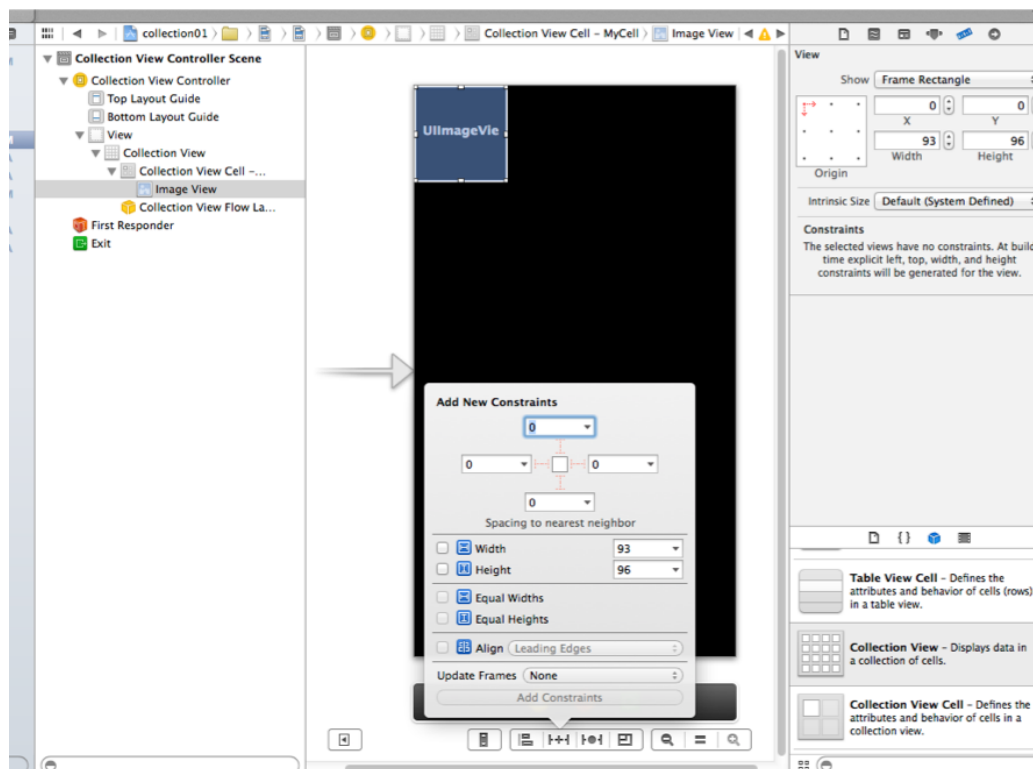 collection01
Collection View Cell – MyCell
Image View
Collection View Controller Scene
Collection View Controller
Top Layout Guide
Bottom Layout Guide
View
Collection View
Collection View Cell –...
Image View
Collection View Flow La...
First Responder
Exit
UIImageVie
Add New Constraints
0
0
0
0
Spacing to nearest neighbor
Width 93
Height 96
Equal Widths
Equal Heights
Align Leading Edges
Update Frames None
Add Constraints
View
Show Frame Rectangle
0 0
X Y
93 96
Width Height
Origin
Intrinsic Size Default (System Defined)
Constraints
The selected views have no constraints. At build
time explicit left, top, width, and height
constraints will be generated for the view.
{}
Table View Cell – Defines the
attributes and behavior of cells (rows)
in a table view.
Collection View – Displays data in
a collection of cells.
Collection View Cell – Defines the
attributes and behavior of cells in a
collection view.